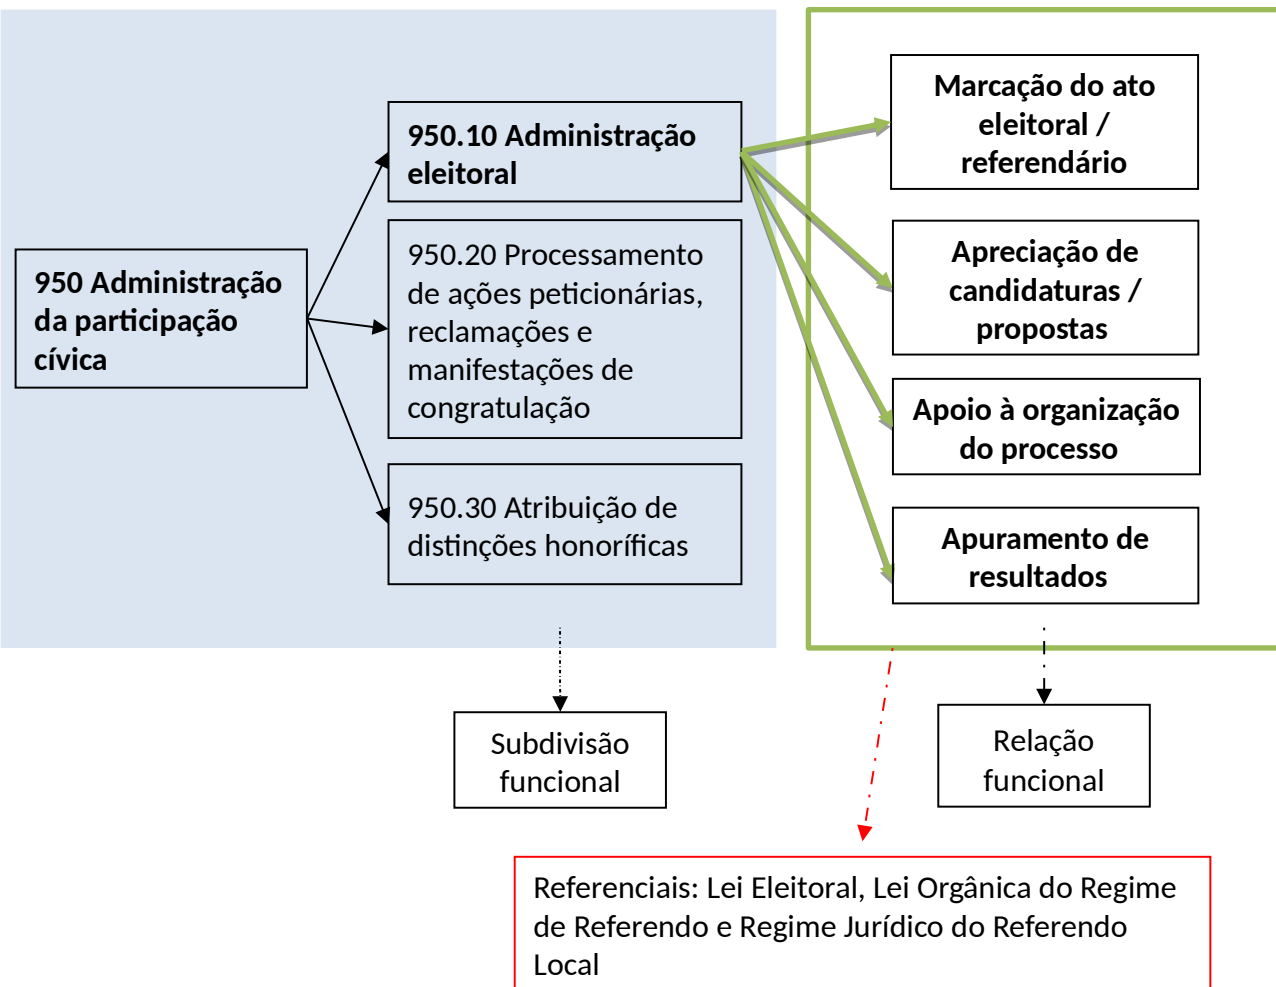 950 Administração
da participação
cívica
950.10 Administração
eleitoral
950.20 Processamento
de ações peticionárias,
reclamações e
manifestações de
congratulação
950.30 Atribuição de
distinções honoríficas
Marcação do ato
eleitoral /
referendário
Apreciação de
candidaturas /
propostas
Apoio à organização
do processo
Apuramento de
resultados
Subdivisão
funcional
Relação
funcional
Referenciais: Lei Eleitoral, Lei Orgânica do Regime
de Referendo e Regime Jurídico do Referendo
Local